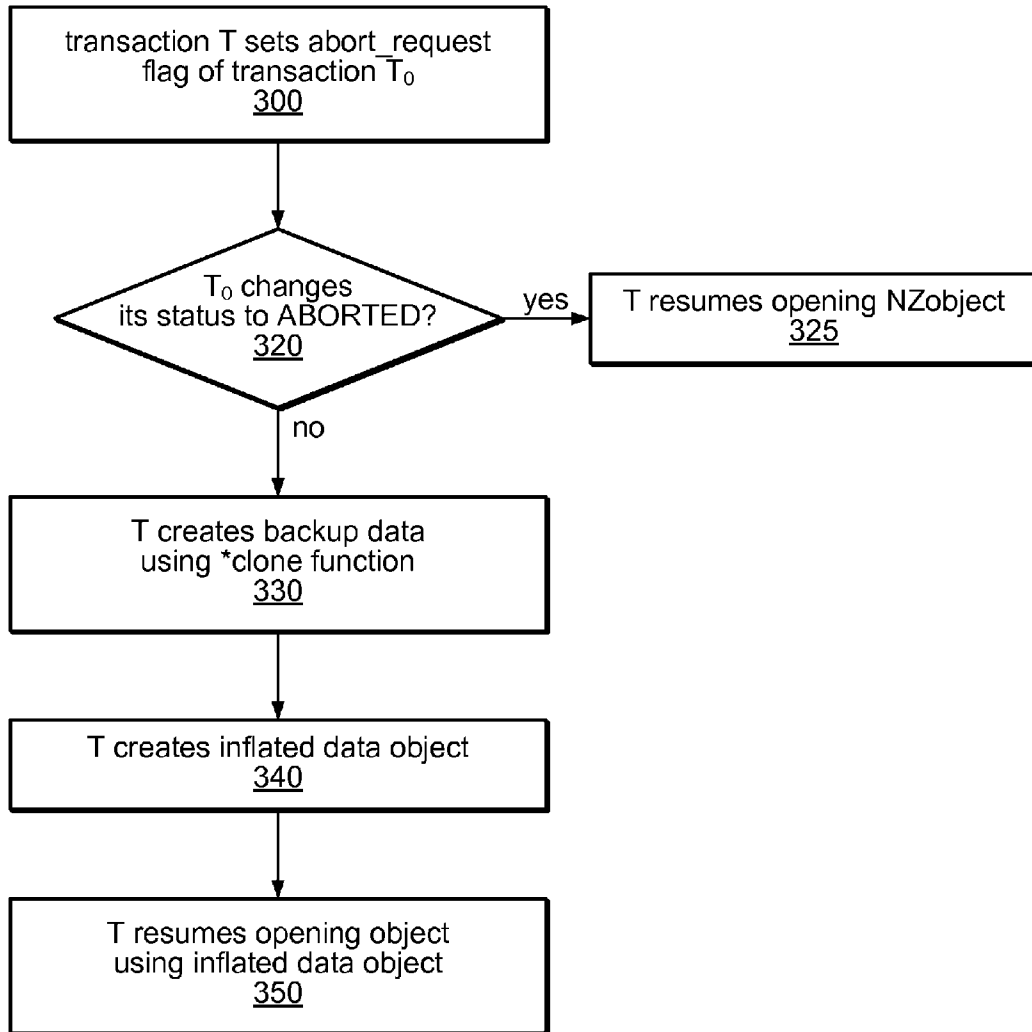 transaction T sets abort_request
flag of transaction T₀
300
T₀ changes
its status to ABORTED?
320
yes
T resumes opening NZobject
325
no
T creates backup data
using *clone function
330
T creates inflated data object
340
T resumes opening object
using inflated data object
350